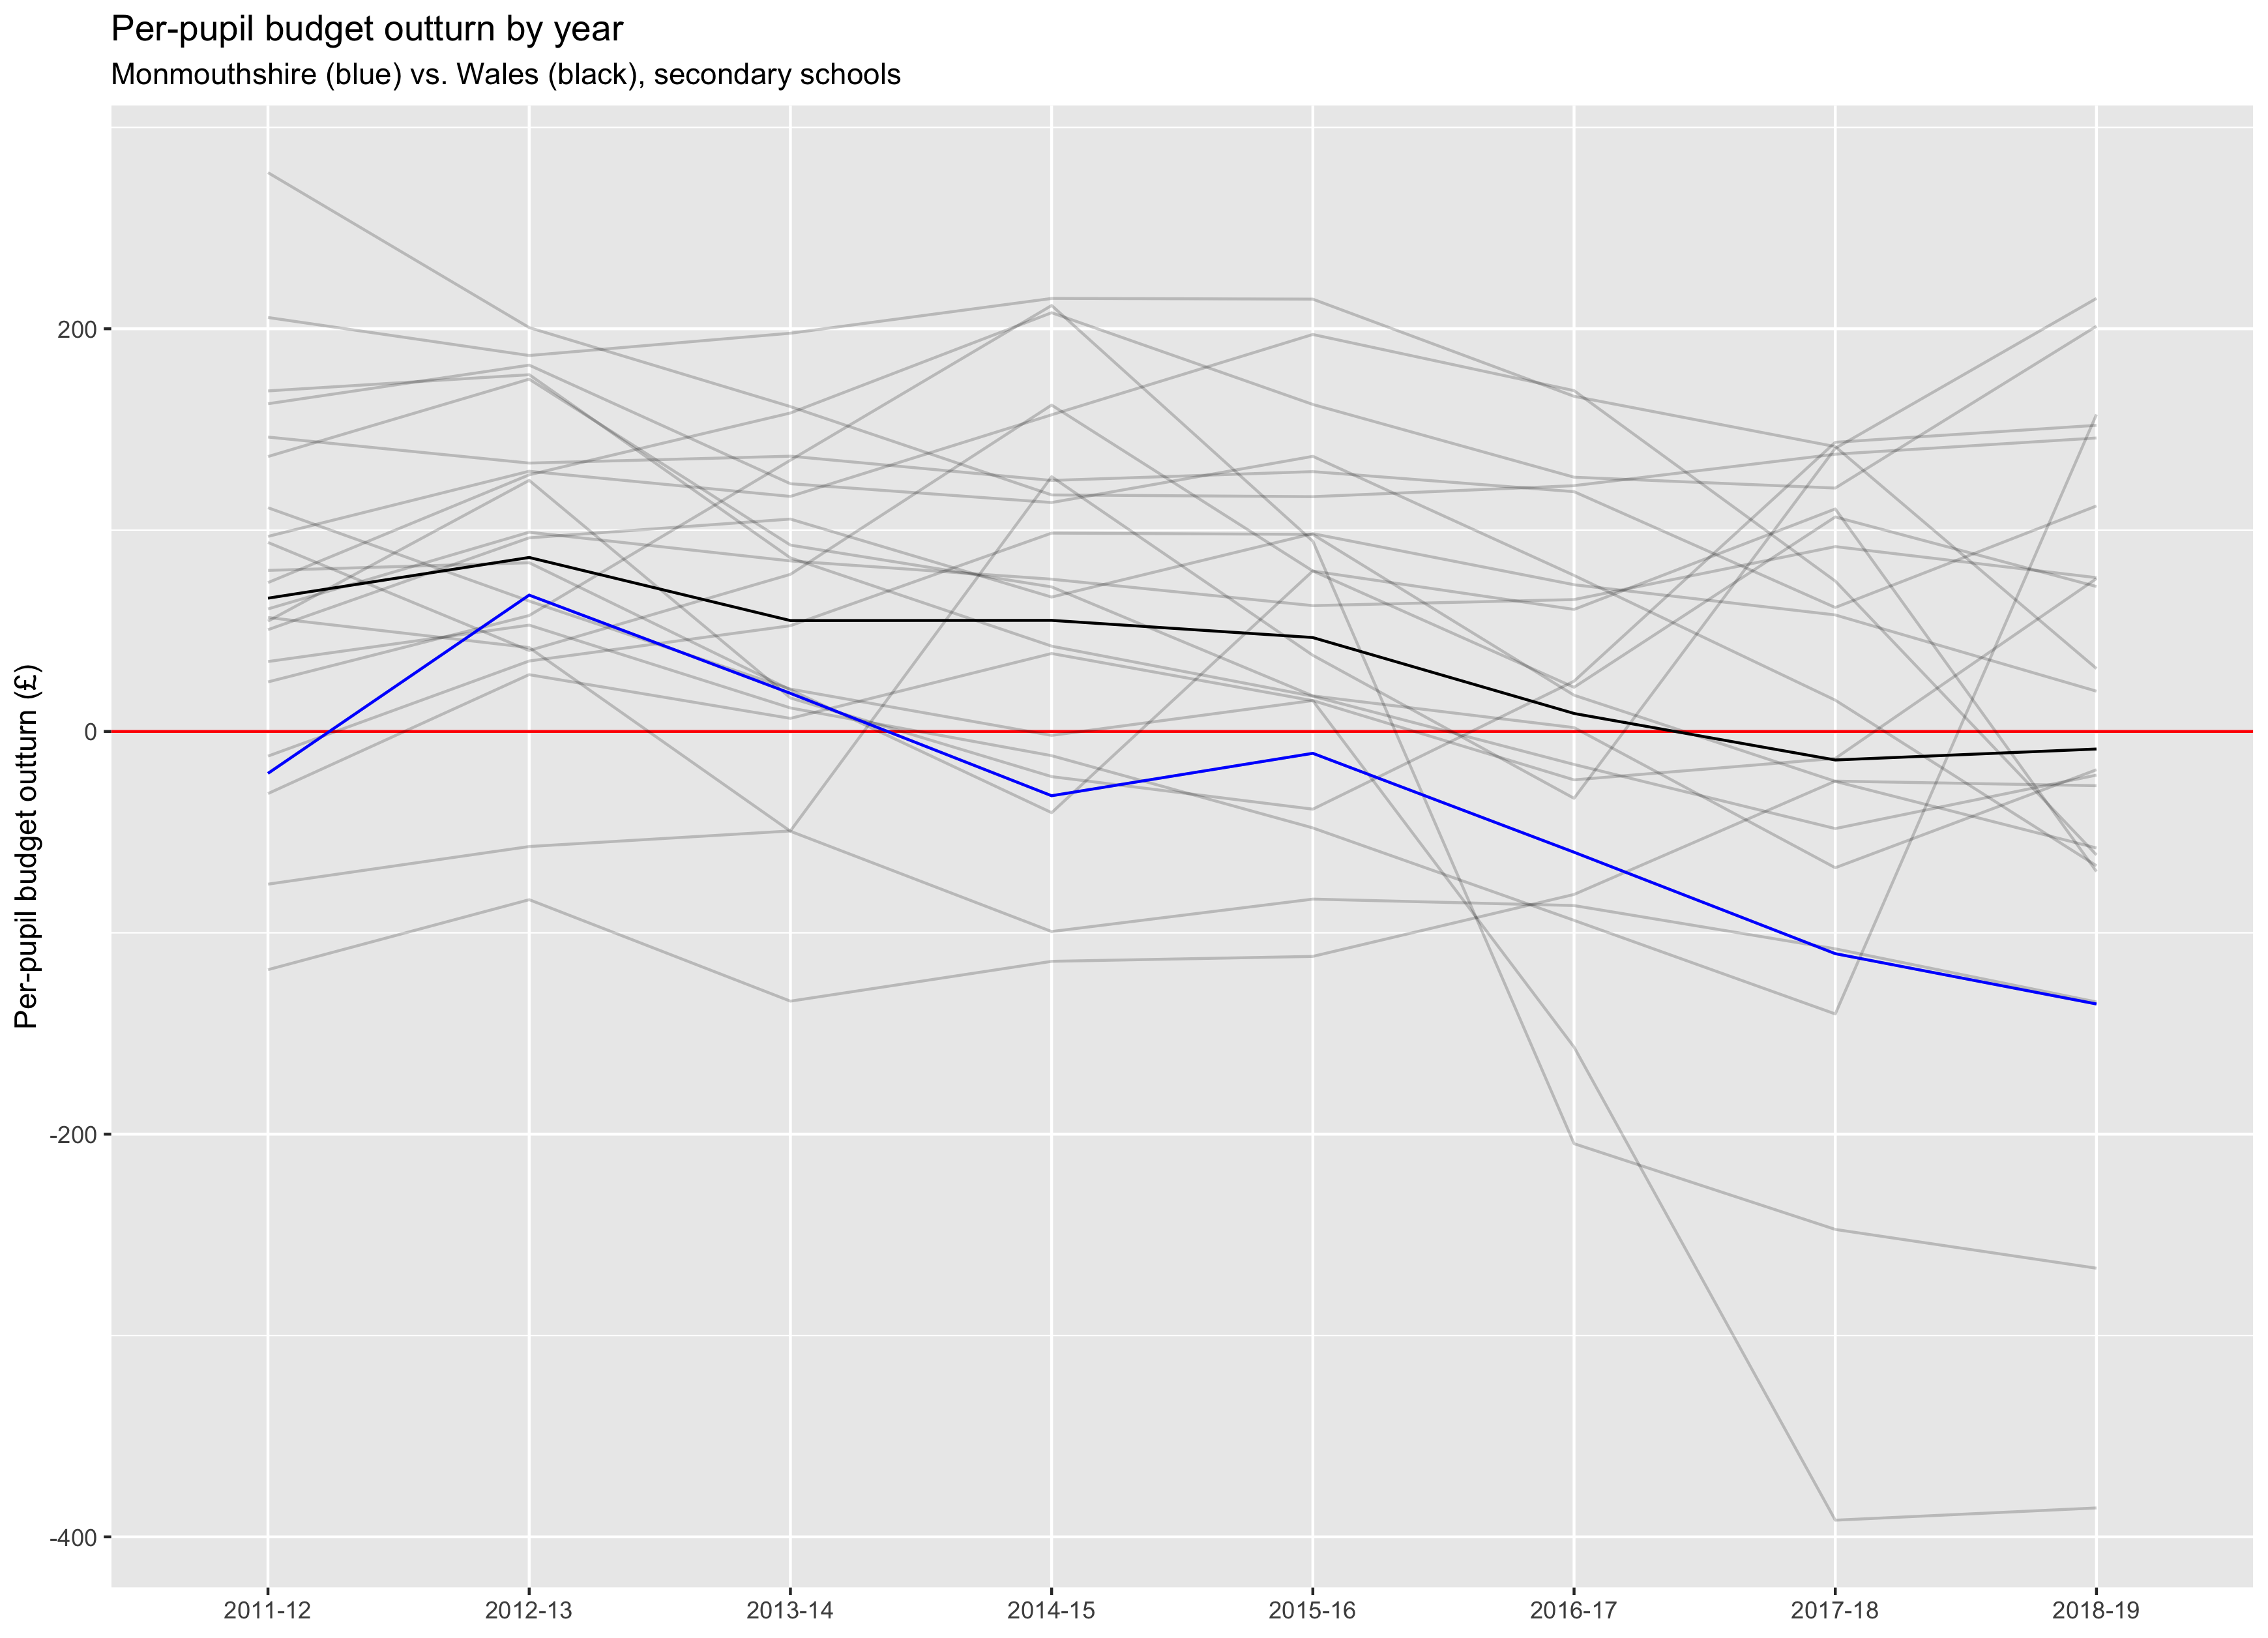 Per-pupil budget outturn by year
Monmouthshire (blue) vs. Wales (black), secondary schools
Per-pupil budget outturn (£)
200
0
-200
-400
2011-12 2012-13 2013-14 2014-15 2015-16 2016-17 2017-18 2018-19